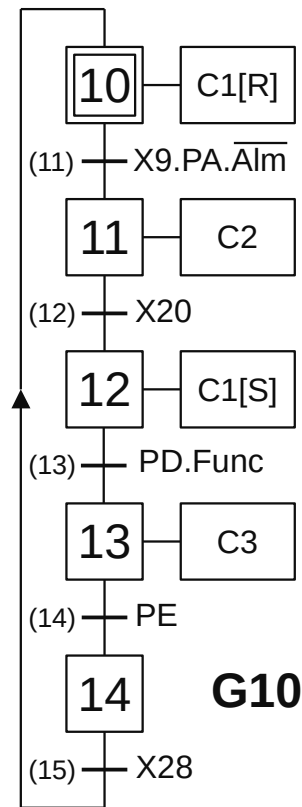 10 C1[R]
(11) X9.PA.A̅l̅m̅
11 C2
(12) X20
12 C1[S]
(13) PD.Func
13 C3
(14) PE
14 G10
(15) X28